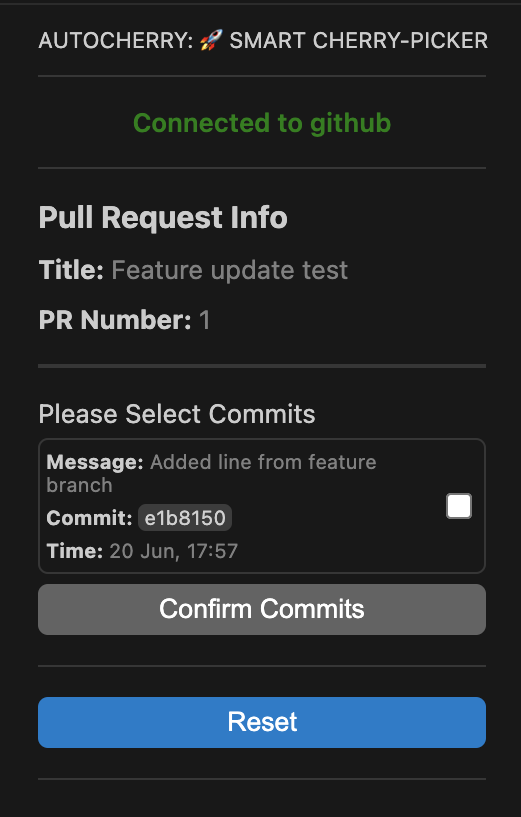 AUTOCHERRY: 🚀 SMART CHERRY-PICKER
Connected to github
Pull Request Info
Title: Feature update test
PR Number: 1
Please Select Commits
Message: Added line from feature
branch
Commit: e1b8150
Time: 20 Jun, 17:57
Confirm Commits
Reset